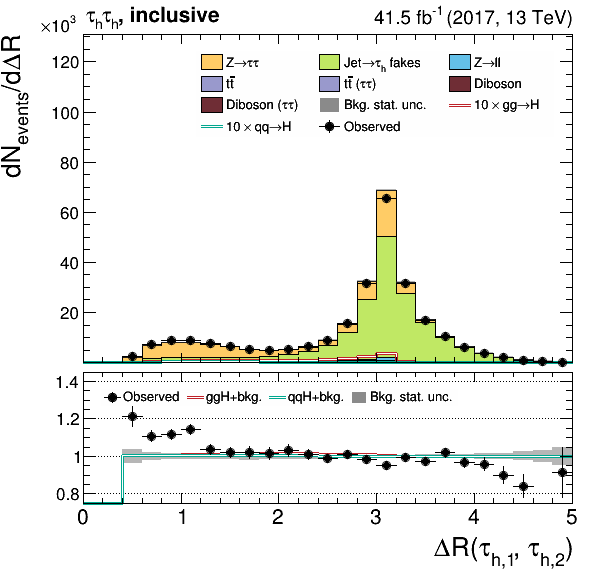 ×10³ τₕτₕ, inclusive 41.5 fb⁻¹ (2017, 13 TeV)
dN_events/dΔR
120
100
80
60
40
20
Z→ττ Jet→τₕ fakes Z→ll
tt̄ tt̄ (ττ) Diboson
Diboson (ττ) Bkg. stat. unc. 10 × gg→H
10 × qq→H Observed
1.4
1.2
1
0.8
Observed ggH+bkg. qqH+bkg. Bkg. stat. unc.
0 1 2 3 4 5
ΔR(τ_h,1, τ_h,2)